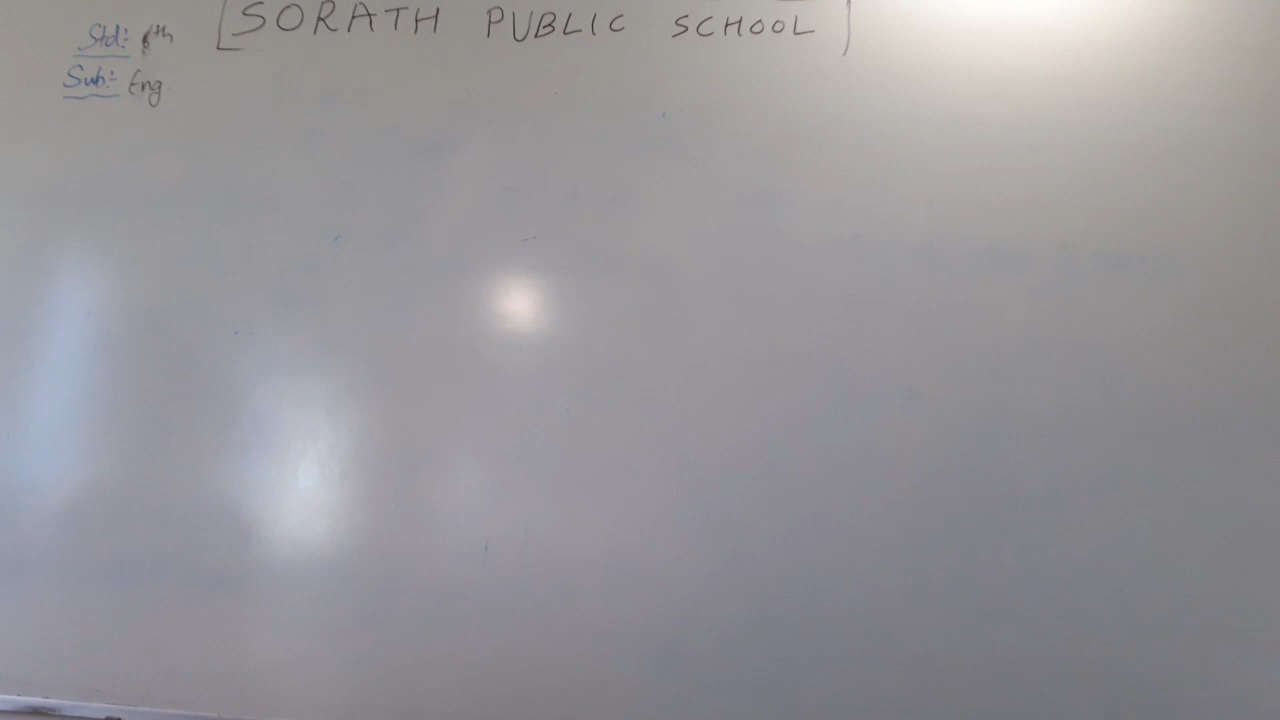 [SORATH PUBLIC SCHOOL]
Std:- 6th
Sub:- Eng.